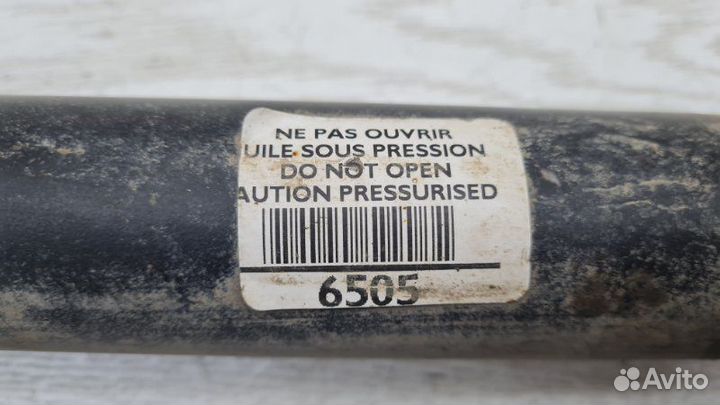 NE PAS OUVRIR
UILE SOUS PRESSION
DO NOT OPEN
AUTION PRESSURISED
6505
Avito